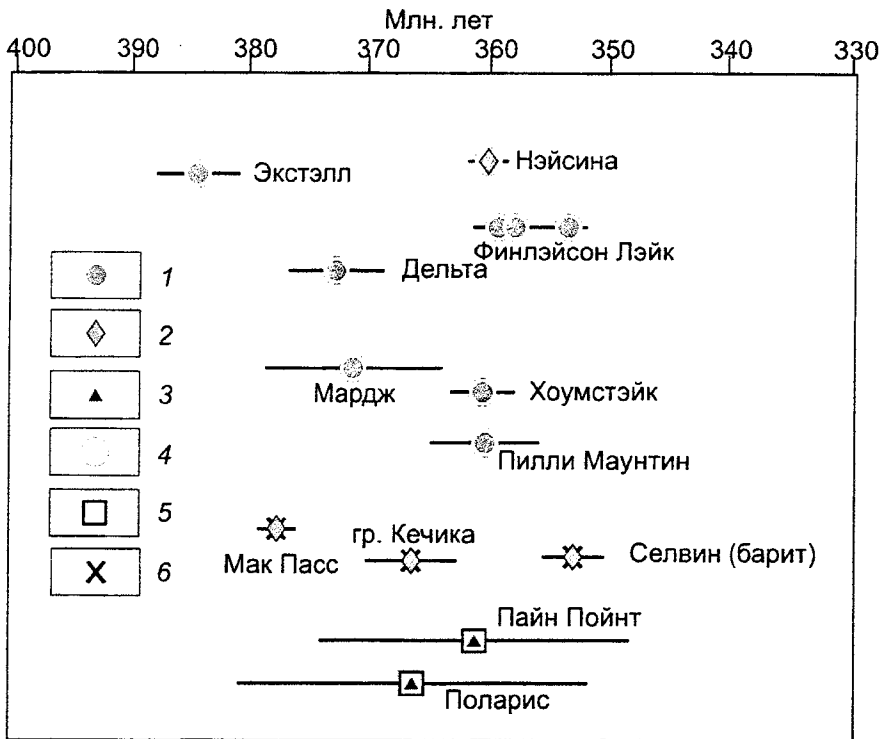 Млн. лет
400 390 380 370 360 350 340 330
Нэйсина
Экстэлл
Финлэйсон Лэйк
1
Дельта
2
Мардж
3
Хоумстэйк
4
Пилли Маунтин
5
гр. Кечика
Мак Пасс
Селвин (барит)
6
Пайн Пойнт
Поларис